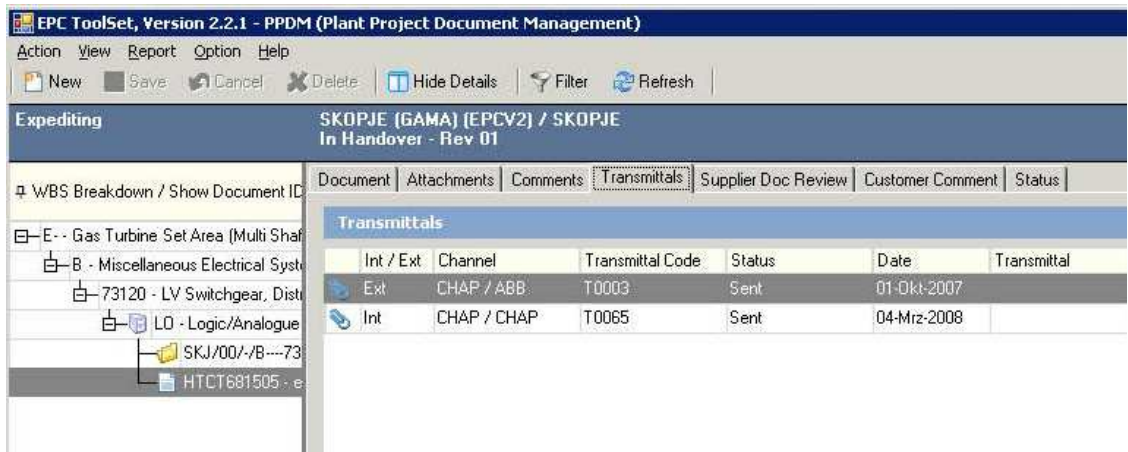 EPC ToolSet, Version 2.2.1 - PPDM (Plant Project Document Management)
Action View Report Option Help
New Save Cancel Delete Hide Details Filter Refresh
Expediting
SKOPJE (GAMA) (EPCV2) / SKOPJE
In Handover - Rev 01
WBS Breakdown / Show Document ID
E- - Gas Turbine Set Area (Multi Shaf
B - Miscellaneous Electrical Syst
73120 - LV Switchgear, Distr
LO - Logic/Analogue
SKJ/00/-/B----73
HTCT681505 - e
Document Attachments Comments Transmittals Supplier Doc Review Customer Comment Status
Transmittals
Int / Ext Channel Transmittal Code Status Date Transmittal
Ext CHAP / ABB T0003 Sent 01-Okt-2007
Int CHAP / CHAP T0065 Sent 04-Mrz-2008